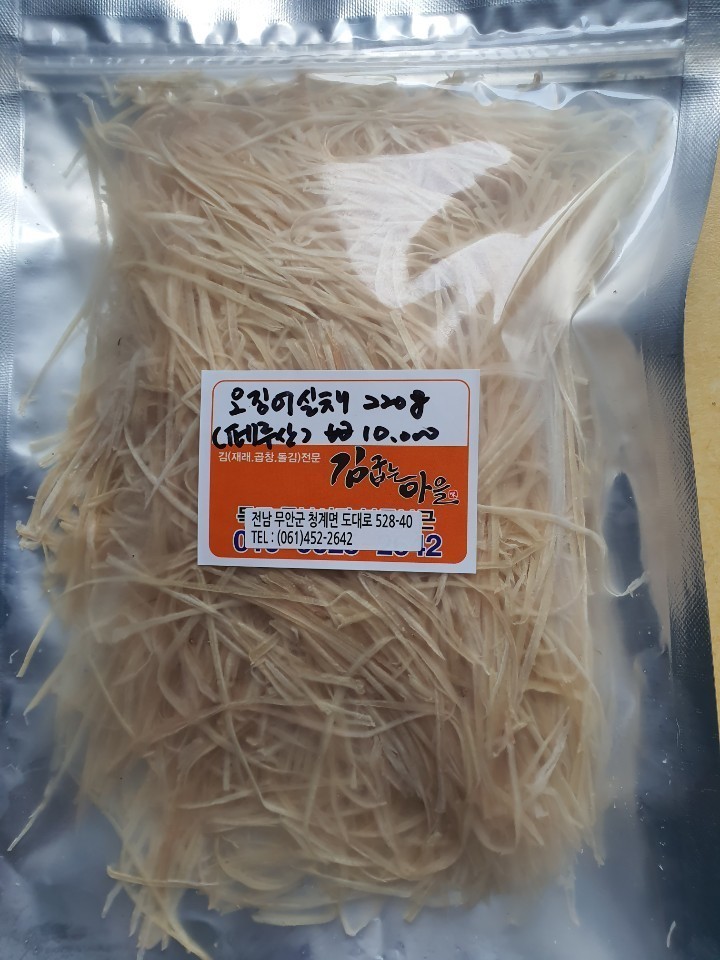 오징어실채 220g
(페루산) ₩10,000
김(재래,곱창,돌김)전문
김굽는마을
전남 무안군 청계면 도대로 528-40
TEL : (061)452-2642